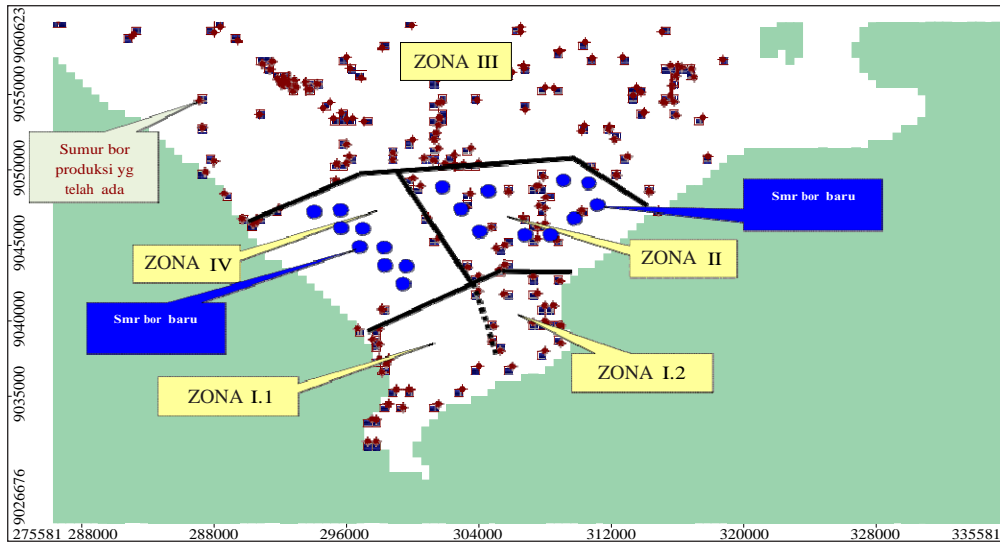 9060623
9055000
9050000
9045000
9040000
9035000
9026676
ZONA III
Sumur bor
produksi yg
telah ada
Smr bor baru
ZONA IV
ZONA II
Smr bor baru
ZONA I.1
ZONA I.2
275581 288000 288000 296000 304000 312000 320000 328000 335581